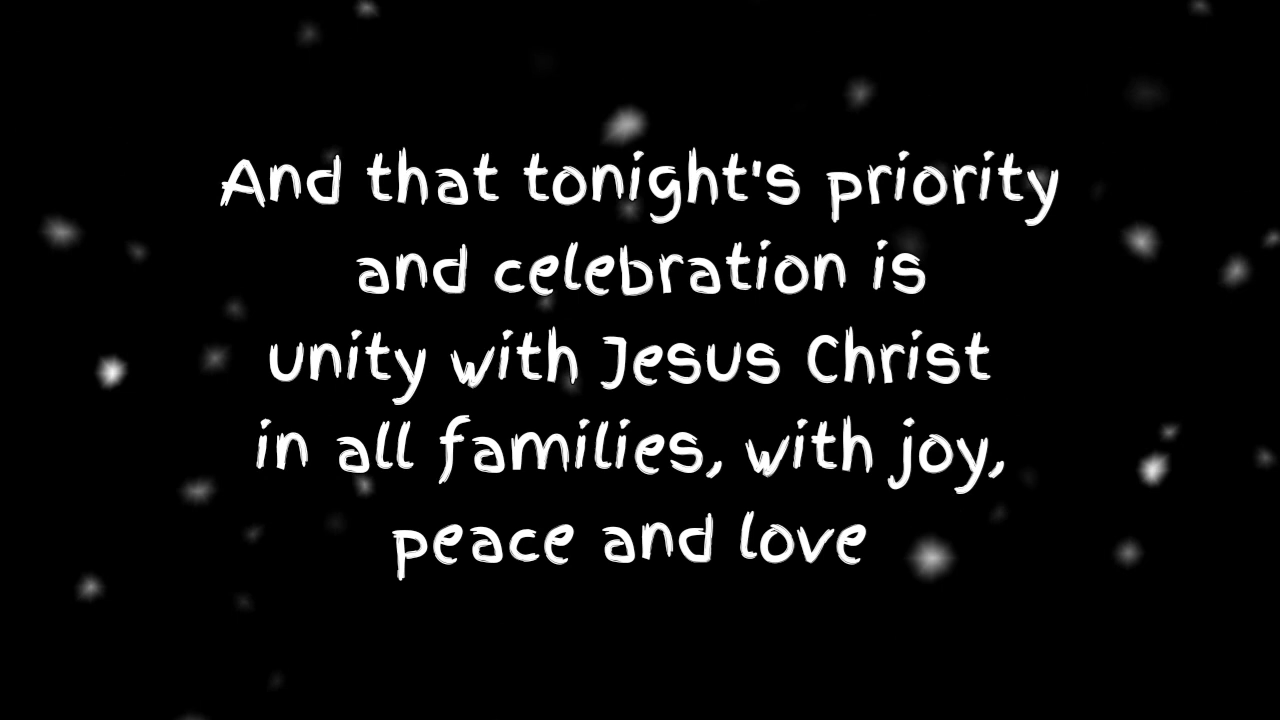 And that tonight's priority
and celebration is
unity with Jesus Christ
in all families, with joy,
peace and love